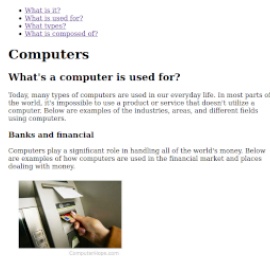 What is it?
What is used for?
What types?
What is composed of?
Computers
What's a computer is used for?
Today, many types of computers are used in our everyday life. In most parts of
the world, it's impossible to use a product or service that doesn't utilize a
computer. Below are examples of the industries, areas, and different fields
using computers.
Banks and financial
Computers play a significant role in handling all of the world's money. Below
are examples of how computers are used in the financial market and places
dealing with money.
ComputerHope.com